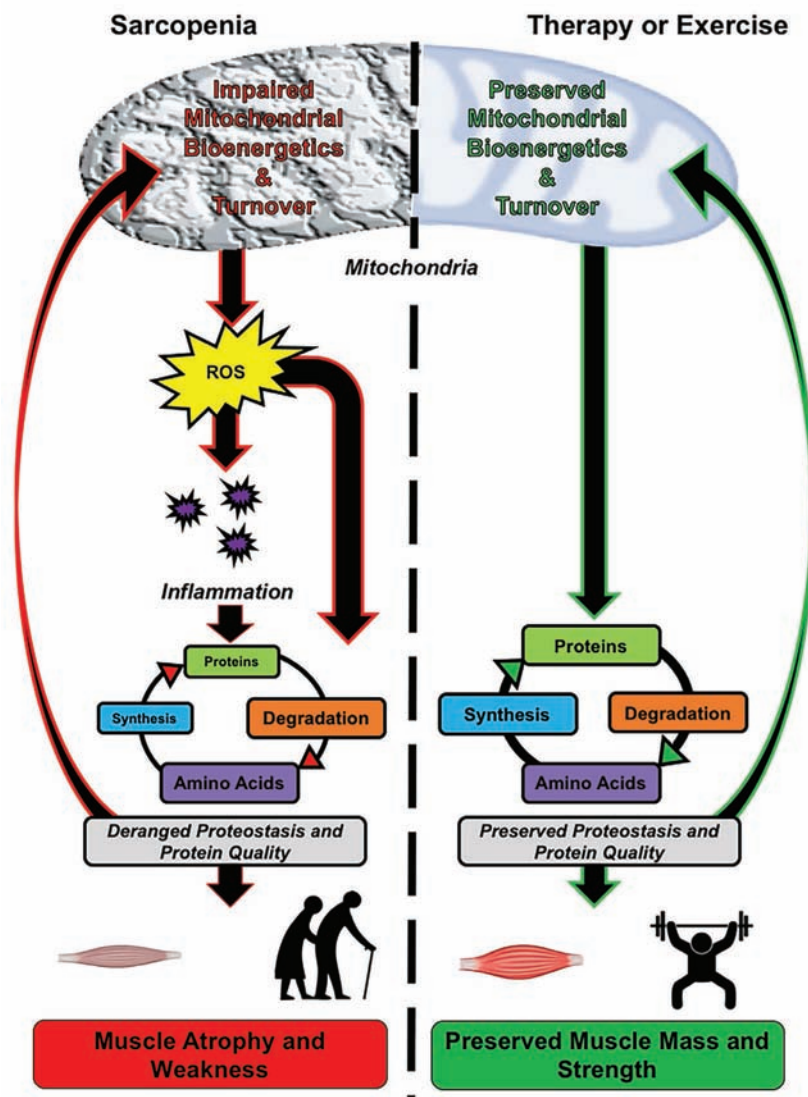 Sarcopenia
Therapy or Exercise
Impaired
Mitochondrial
Bioenergetics
&
Turnover
Preserved
Mitochondrial
Bioenergetics
&
Turnover
Mitochondria
ROS
Inflammation
Proteins
Synthesis
Degradation
Amino Acids
Deranged Proteostasis and
Protein Quality
Proteins
Synthesis
Degradation
Amino Acids
Preserved Proteostasis and
Protein Quality
Muscle Atrophy and
Weakness
Preserved Muscle Mass and
Strength